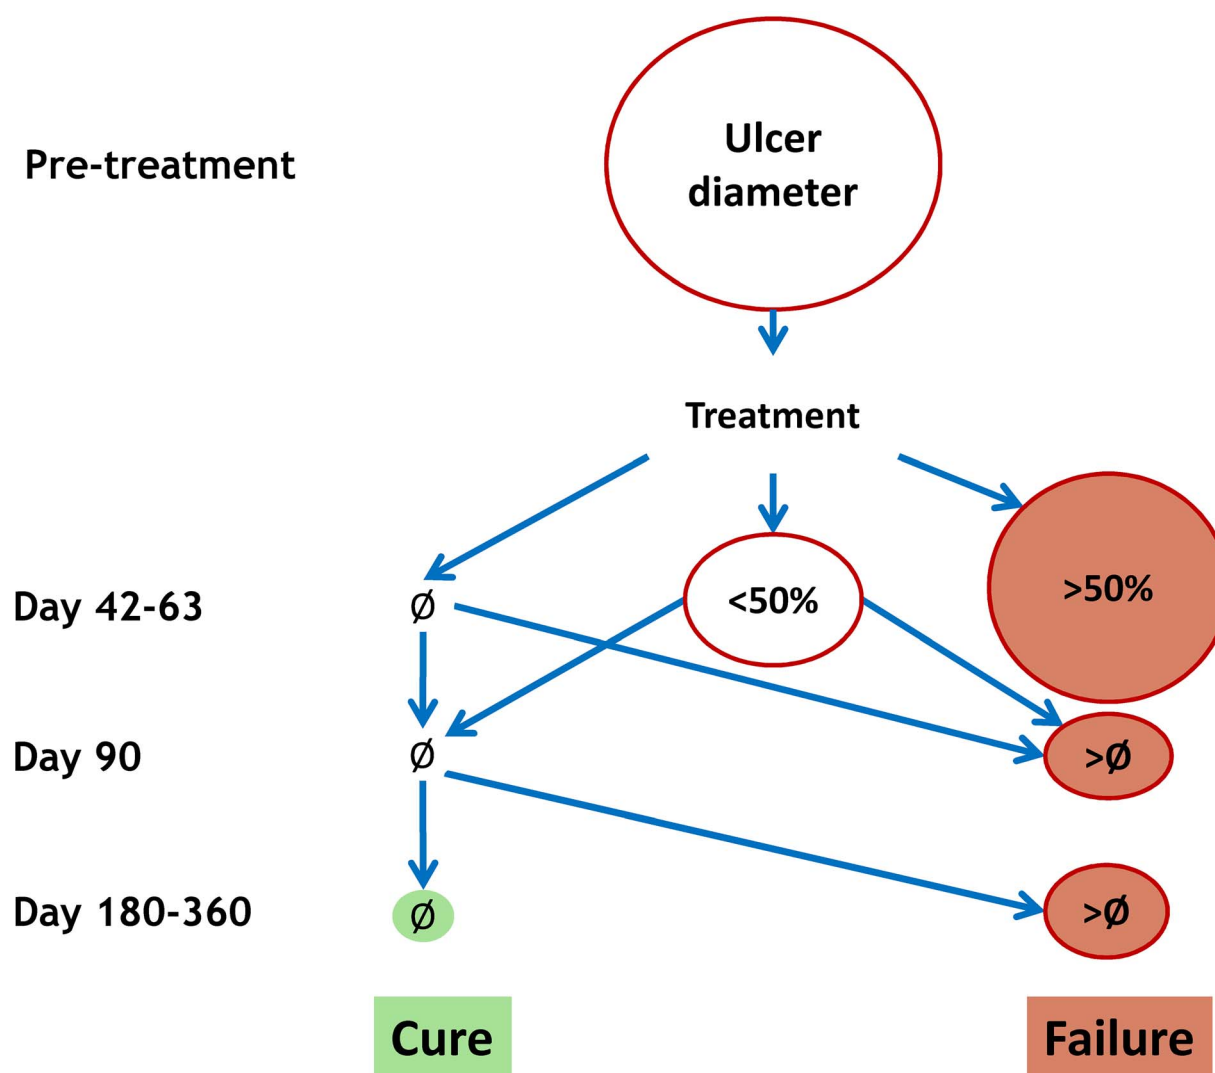 Ulcer
diameter
Pre-treatment
Treatment
Day 42-63
Ø
<50%
>50%
Day 90
Ø
>Ø
Day 180-360
Ø
>Ø
Cure
Failure